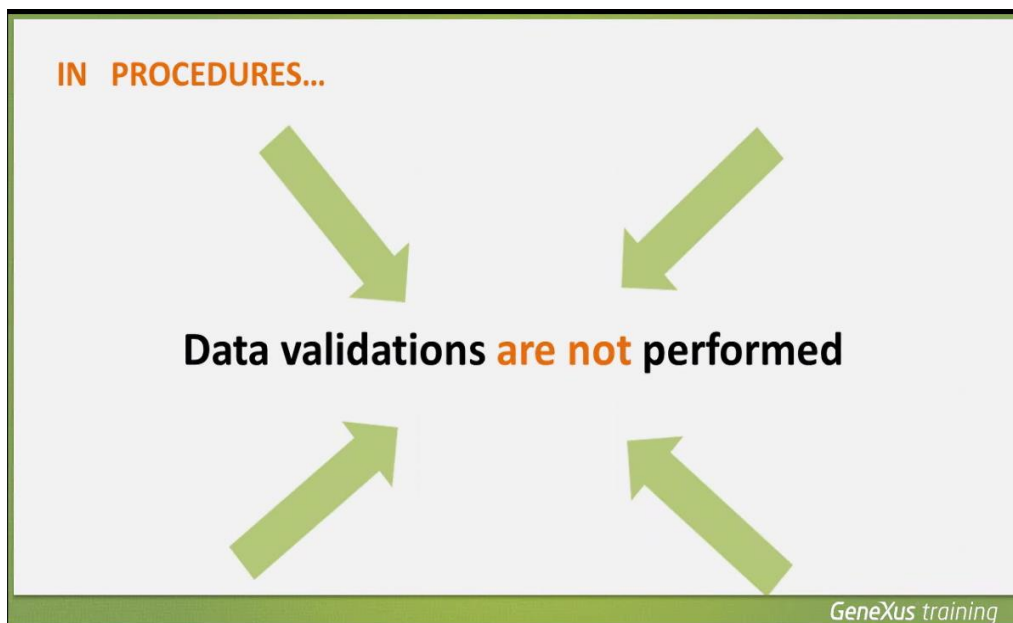 IN PROCEDURES...
Data validations are not performed
GeneXus training